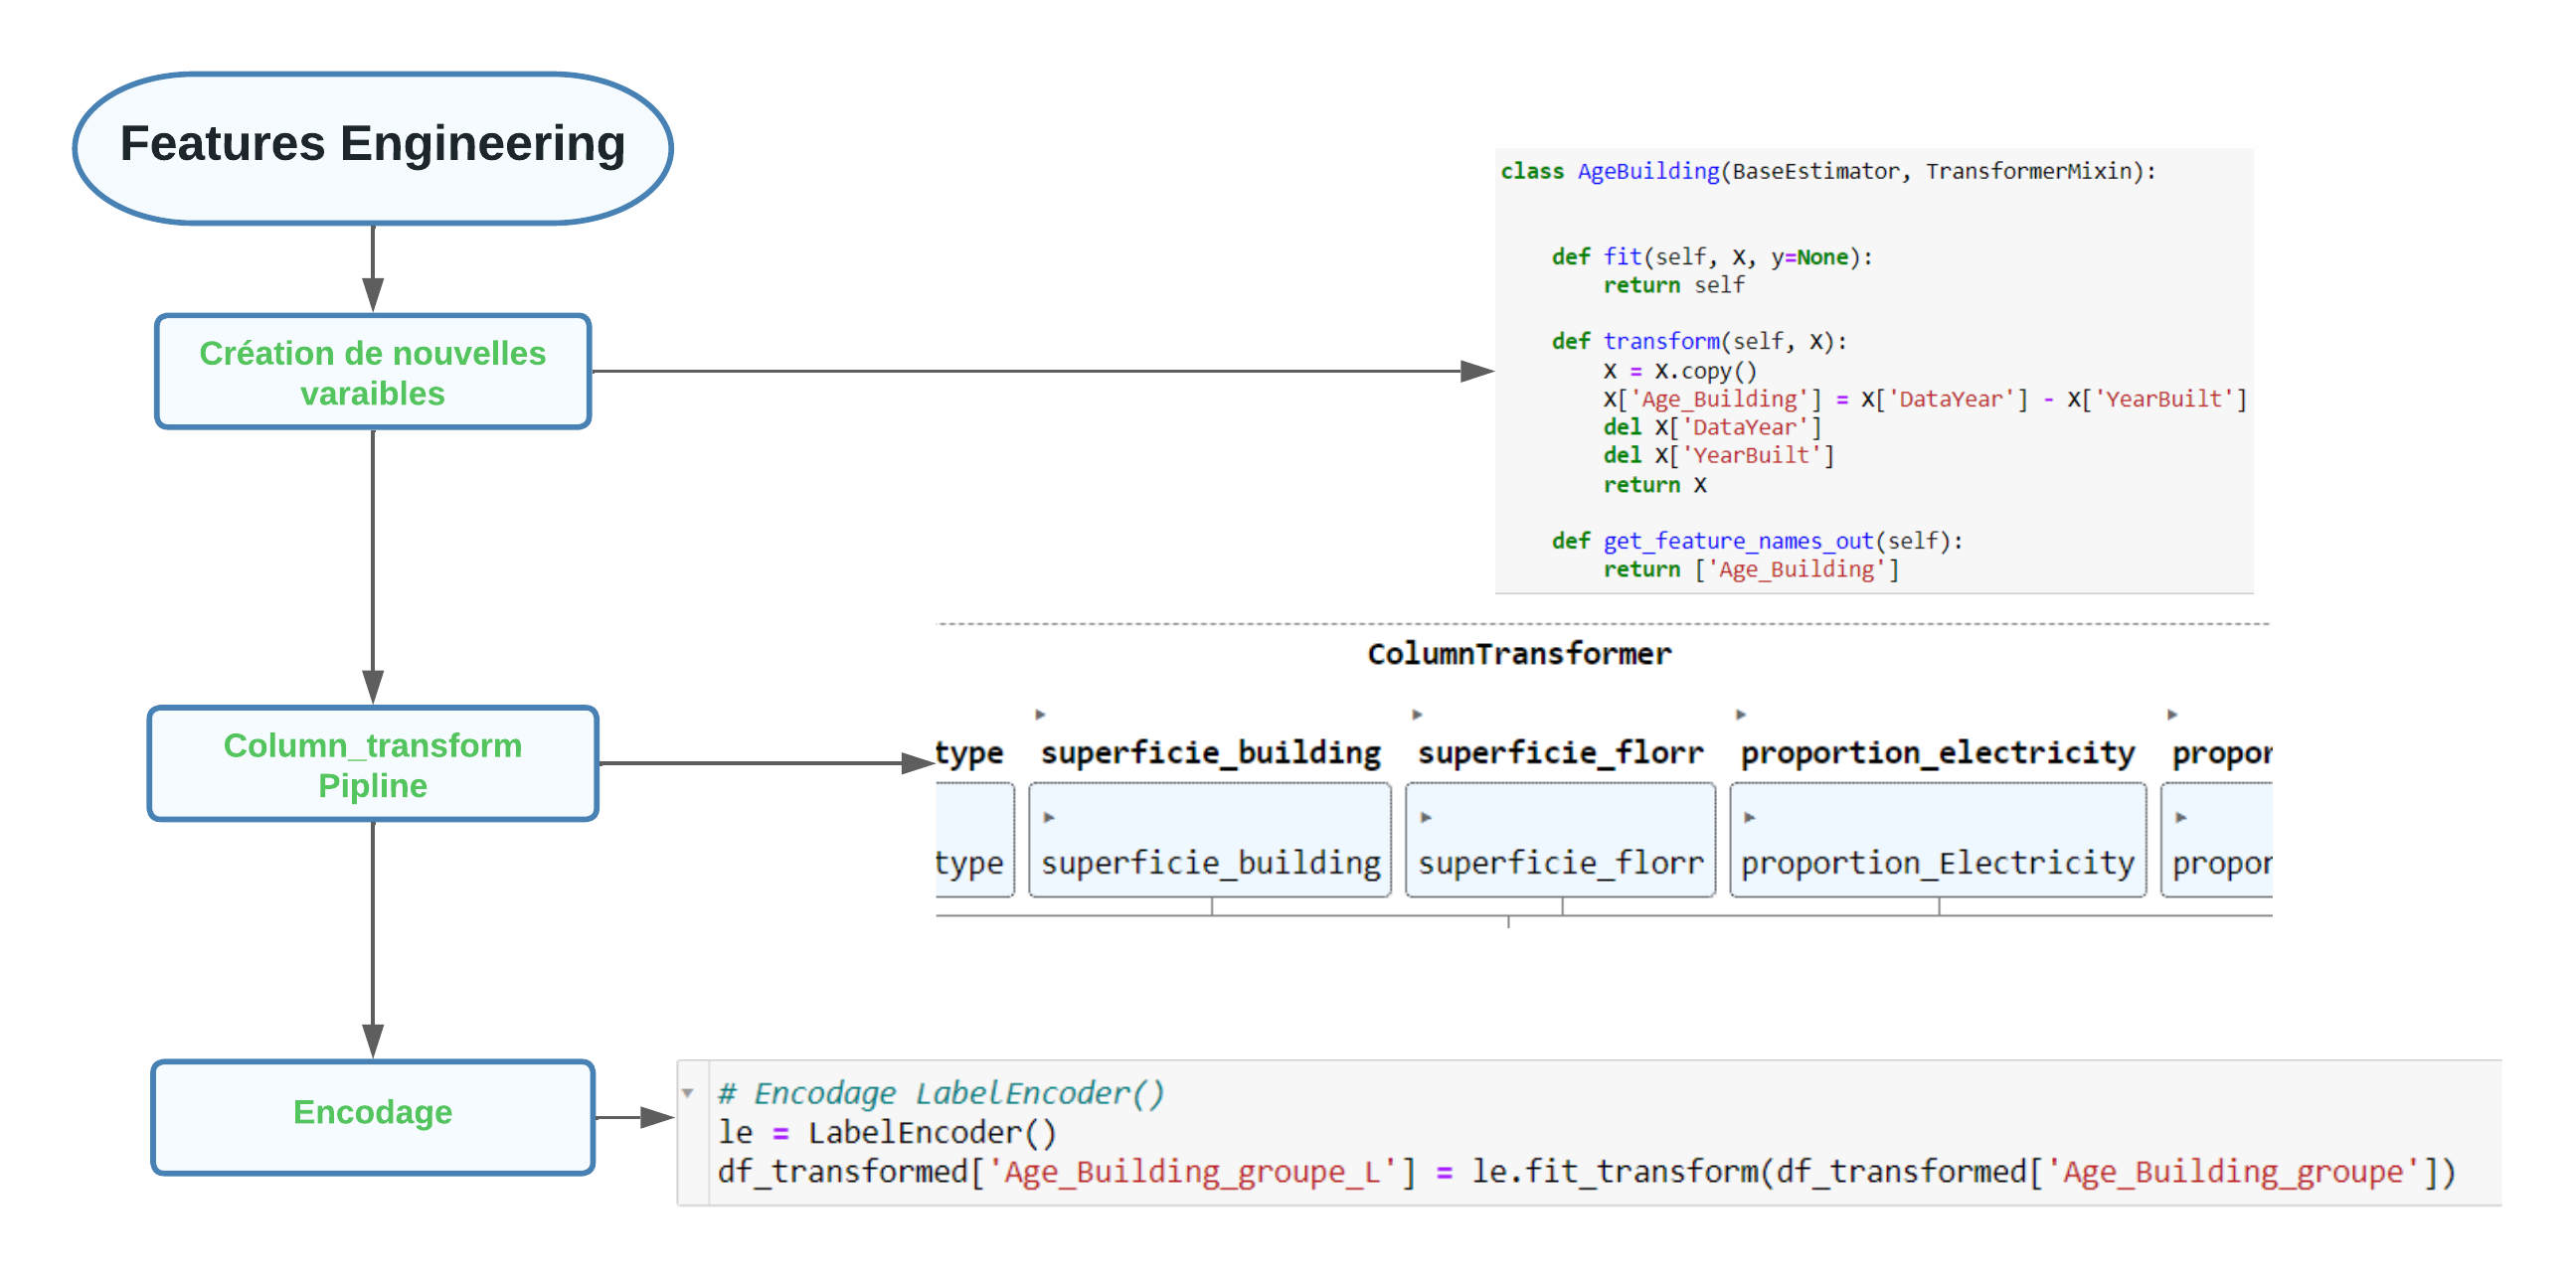 Features Engineering
Création de nouvelles
varaibles
class AgeBuilding(BaseEstimator, TransformerMixin):
def fit(self, X, y=None):
return self
def transform(self, X):
X = X.copy()
X['Age_Building'] = X['DataYear'] - X['YearBuilt']
del X['DataYear']
del X['YearBuilt']
return X
def get_feature_names_out(self):
return ['Age_Building']
Column_transform
Pipline
ColumnTransformer
type superficie_building superficie_florr proportion_electricity propor
type superficie_building superficie_florr proportion_Electricity propor
Encodage
# Encodage LabelEncoder()
le = LabelEncoder()
df_transformed['Age_Building_groupe_L'] = le.fit_transform(df_transformed['Age_Building_groupe'])